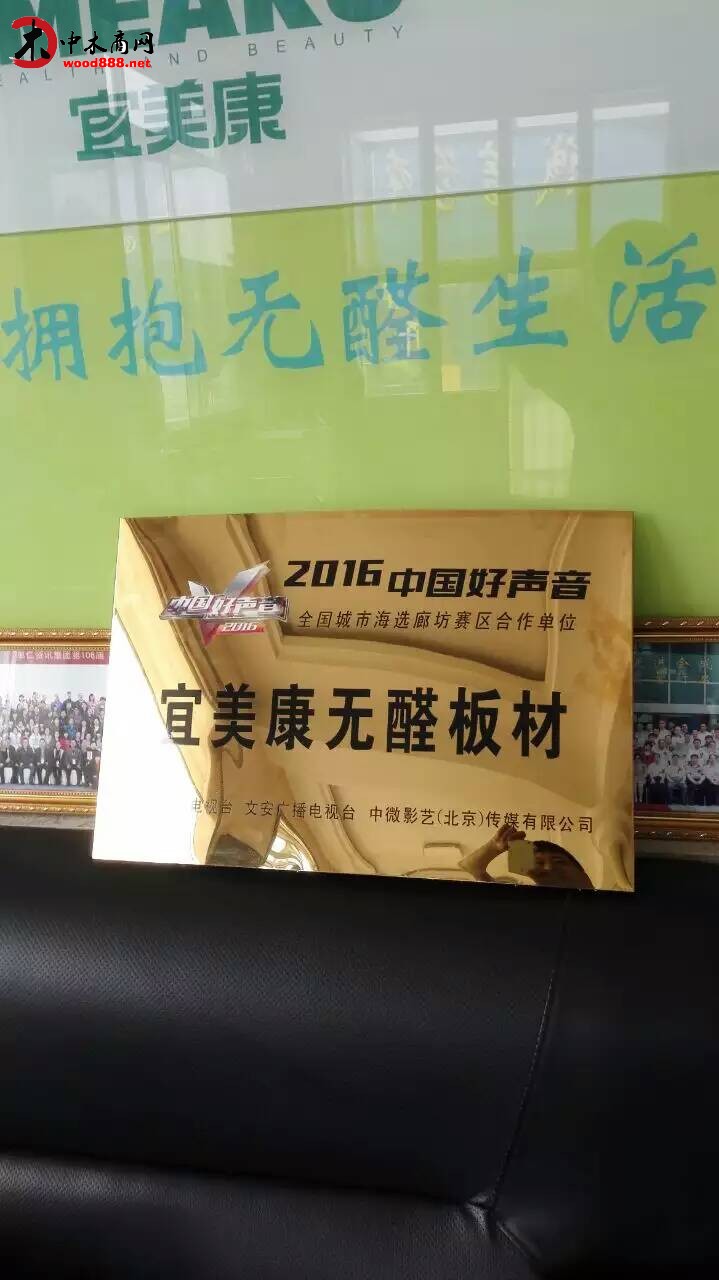 中木商网
wood888.net
AND BEAUTY
宜美康
拥抱无醛生活
中国好声音
2016
2016中国好声音
全国城市海选廊坊赛区合作单位
宜美康无醛板材
电视台 文安广播电视台 中微影艺(北京)传媒有限公司